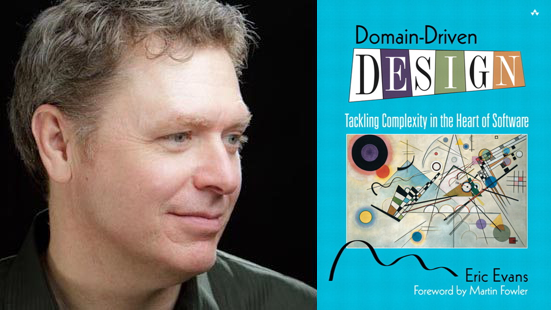 Domain-Driven
DESIGN
Tackling Complexity in the Heart of Software
Eric Evans
Foreword by Martin Fowler